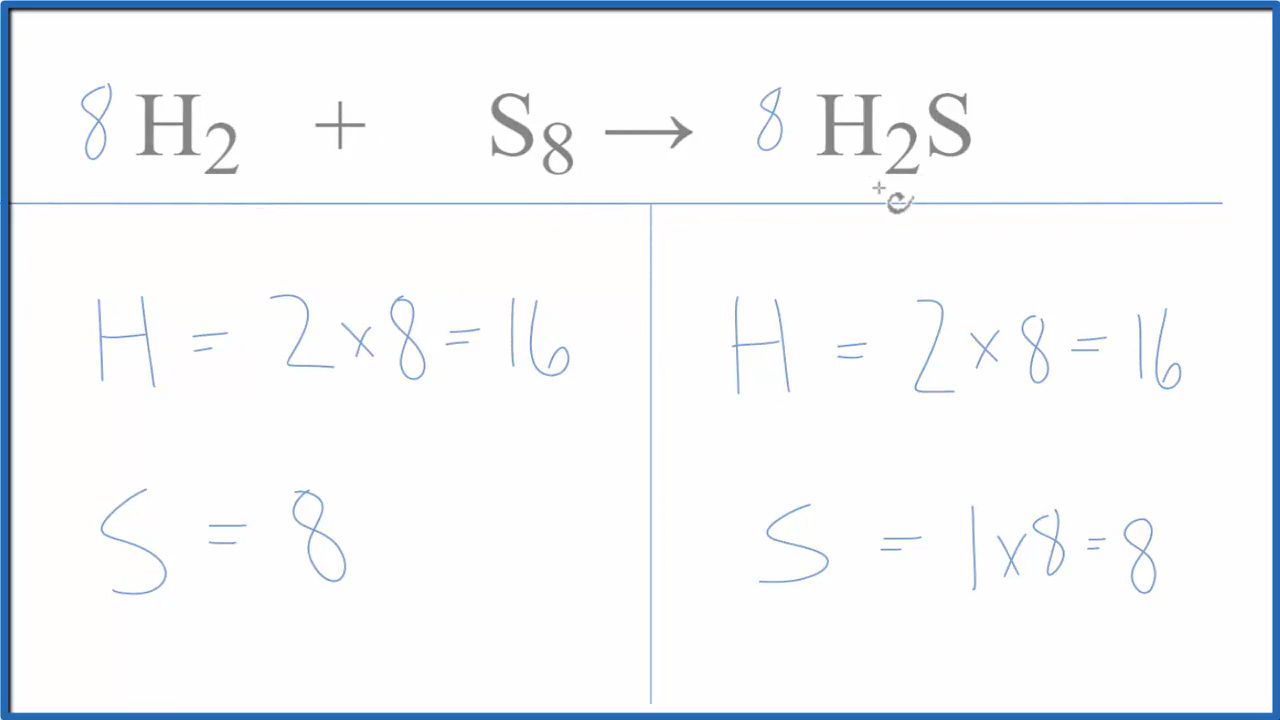 8 H₂ + S₈ → 8 H₂S
H = 2 x 8 = 16
H = 2 x 8 = 16
S = 8
S = 1 x 8 = 8